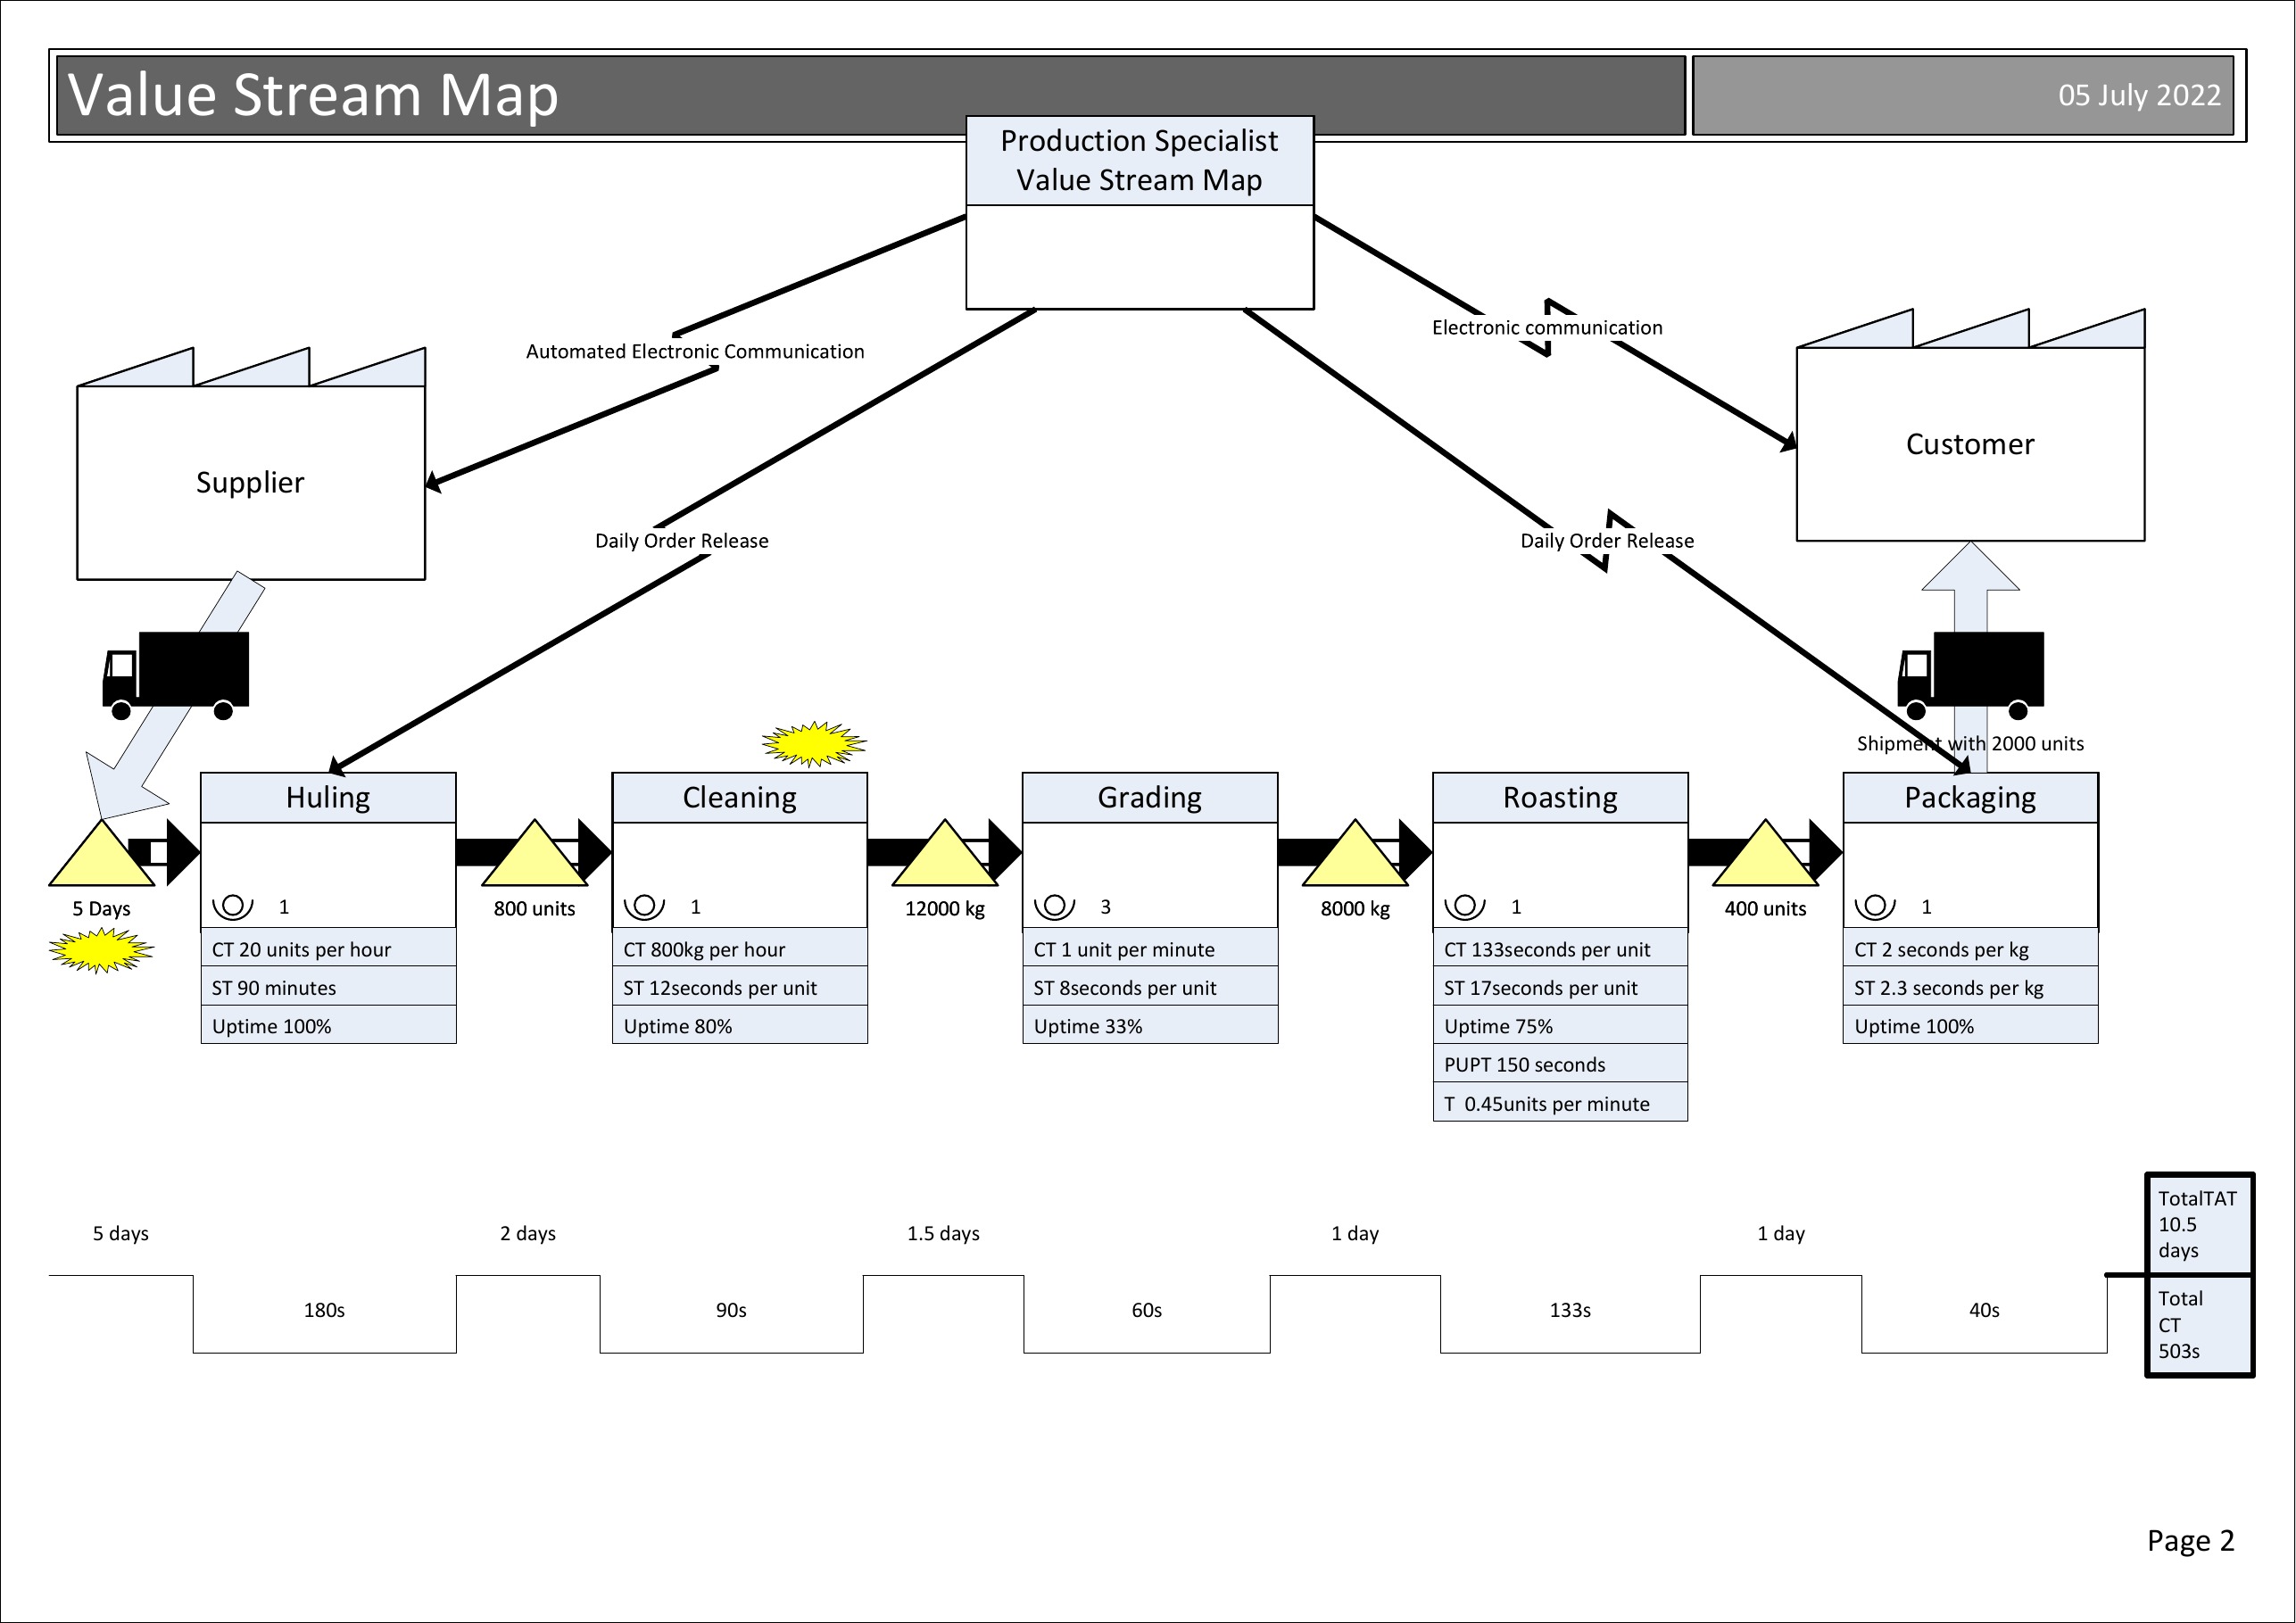 Value Stream Map
05 July 2022
Production Specialist
Value Stream Map
Automated Electronic Communication
Electronic communication
Supplier
Customer
Daily Order Release
Daily Order Release
Shipment with 2000 units
Huling
Cleaning
Grading
Roasting
Packaging
5 Days
1
800 units
1
12000 kg
3
8000 kg
1
400 units
1
CT 20 units per hour
ST 90 minutes
Uptime 100%
CT 800kg per hour
ST 12seconds per unit
Uptime 80%
CT 1 unit per minute
ST 8seconds per unit
Uptime 33%
CT 133seconds per unit
ST 17seconds per unit
Uptime 75%
PUPT 150 seconds
T  0.45units per minute
CT 2 seconds per kg
ST 2.3 seconds per kg
Uptime 100%
5 days
2 days
1.5 days
1 day
1 day
180s
90s
60s
133s
40s
TotalTAT
10.5
days
Total
CT
503s
Page 2